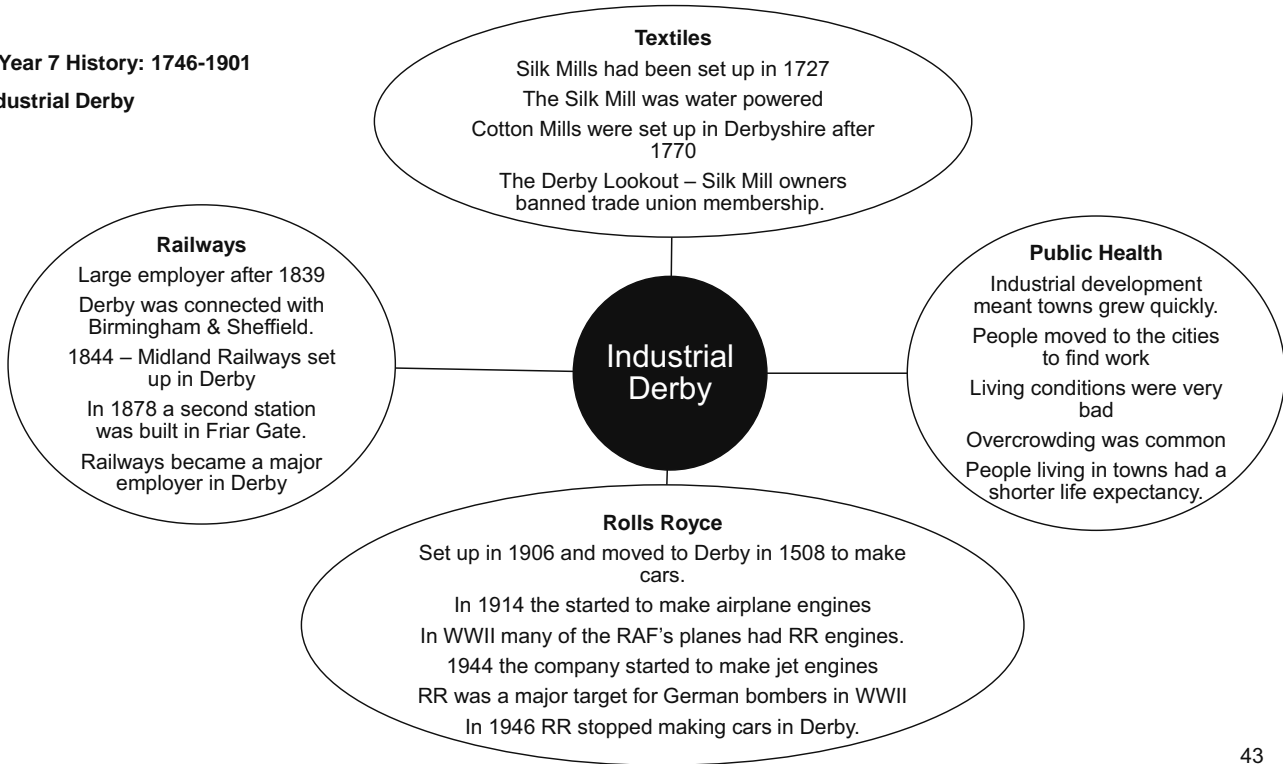 Year 7 History: 1746-1901
dustrial Derby
Textiles
Silk Mills had been set up in 1727
The Silk Mill was water powered
Cotton Mills were set up in Derbyshire after
1770
The Derby Lookout – Silk Mill owners
banned trade union membership.
Railways
Large employer after 1839
Derby was connected with
Birmingham & Sheffield.
1844 – Midland Railways set
up in Derby
In 1878 a second station
was built in Friar Gate.
Railways became a major
employer in Derby
Industrial
Derby
Public Health
Industrial development
meant towns grew quickly.
People moved to the cities
to find work
Living conditions were very
bad
Overcrowding was common
People living in towns had a
shorter life expectancy.
Rolls Royce
Set up in 1906 and moved to Derby in 1508 to make
cars.
In 1914 the started to make airplane engines
In WWII many of the RAF's planes had RR engines.
1944 the company started to make jet engines
RR was a major target for German bombers in WWII
In 1946 RR stopped making cars in Derby.
43